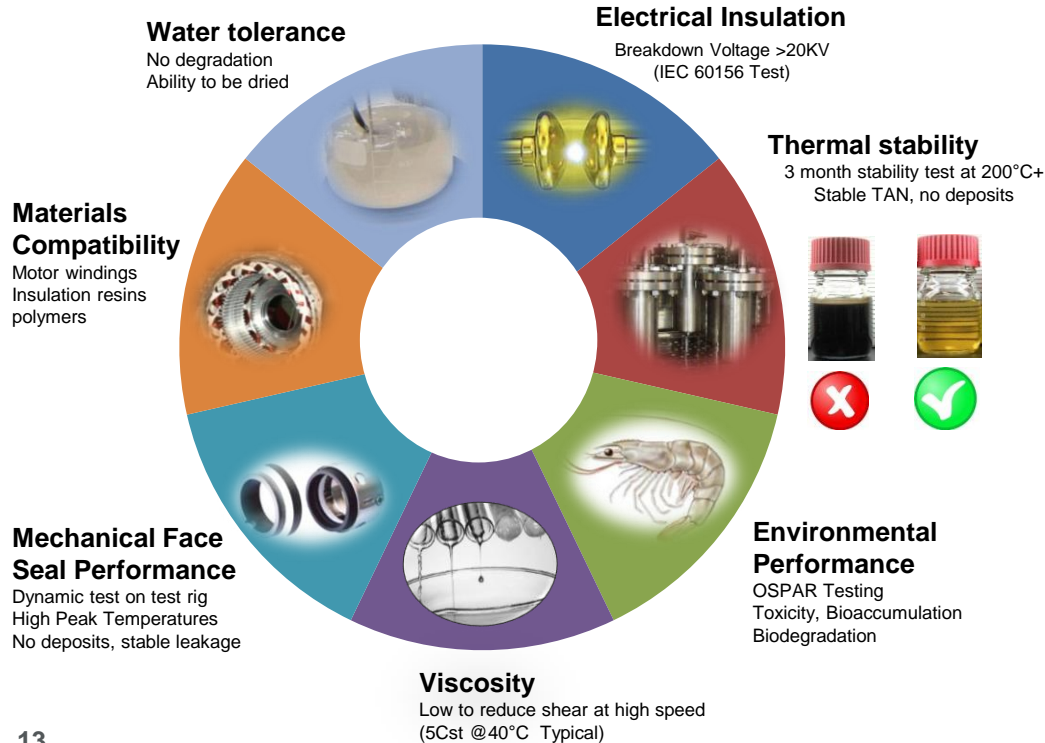 Water tolerance
No degradation
Ability to be dried
Electrical Insulation
Breakdown Voltage >20KV
(IEC 60156 Test)
Thermal stability
3 month stability test at 200°C+
Stable TAN, no deposits
Materials
Compatibility
Motor windings
Insulation resins
polymers
Mechanical Face
Seal Performance
Dynamic test on test rig
High Peak Temperatures
No deposits, stable leakage
Environmental
Performance
OSPAR Testing
Toxicity, Bioaccumulation
Biodegradation
Viscosity
Low to reduce shear at high speed
(5Cst @40°C Typical)
13